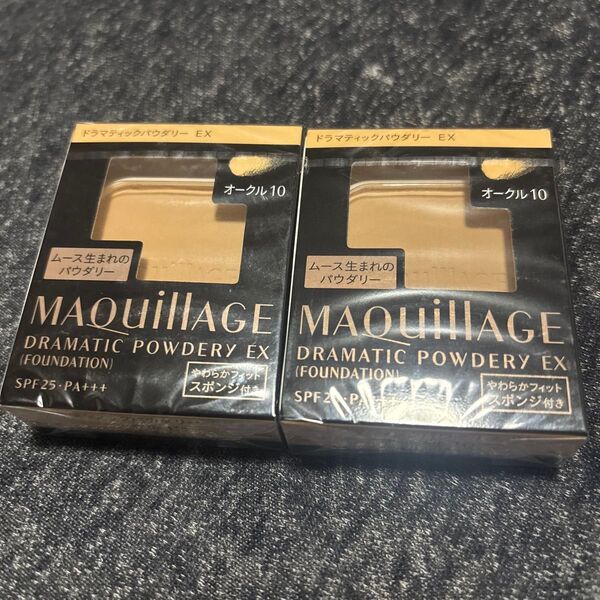 ドラマティックパウダリー EX
オークル10
ムース生まれの
パウダリー
MAQuillAGE
DRAMATIC POWDERY EX
(FOUNDATION)
SPF25・PA+++
やわらかフィット
スポンジ付き
ドラマティックパウダリー EX
オークル10
ムース生まれの
パウダリー
MAQuillAGE
DRAMATIC POWDERY EX
(FOUNDATION)
やわらかフィット
スポンジ付き